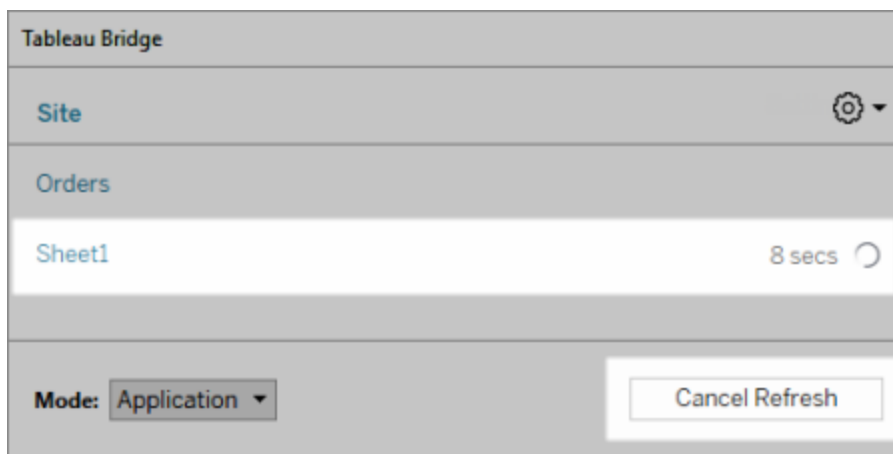 Tableau Bridge
Site
Orders
Sheet1 8 secs
Mode: Application Cancel Refresh